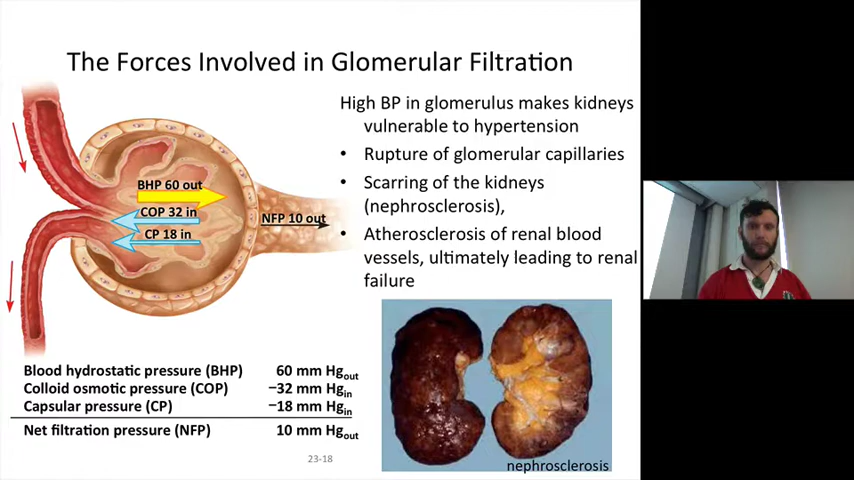 The Forces Involved in Glomerular Filtration
High BP in glomerulus makes kidneys
vulnerable to hypertension
• Rupture of glomerular capillaries
• Scarring of the kidneys
(nephrosclerosis),
• Atherosclerosis of renal blood
vessels, ultimately leading to renal
failure
BHP 60 out
COP 32 in
CP 18 in
NFP 10 out
Blood hydrostatic pressure (BHP) 60 mm Hgout
Colloid osmotic pressure (COP) –32 mm Hgin
Capsular pressure (CP) –18 mm Hgin
Net filtration pressure (NFP) 10 mm Hgout
23-18
nephrosclerosis